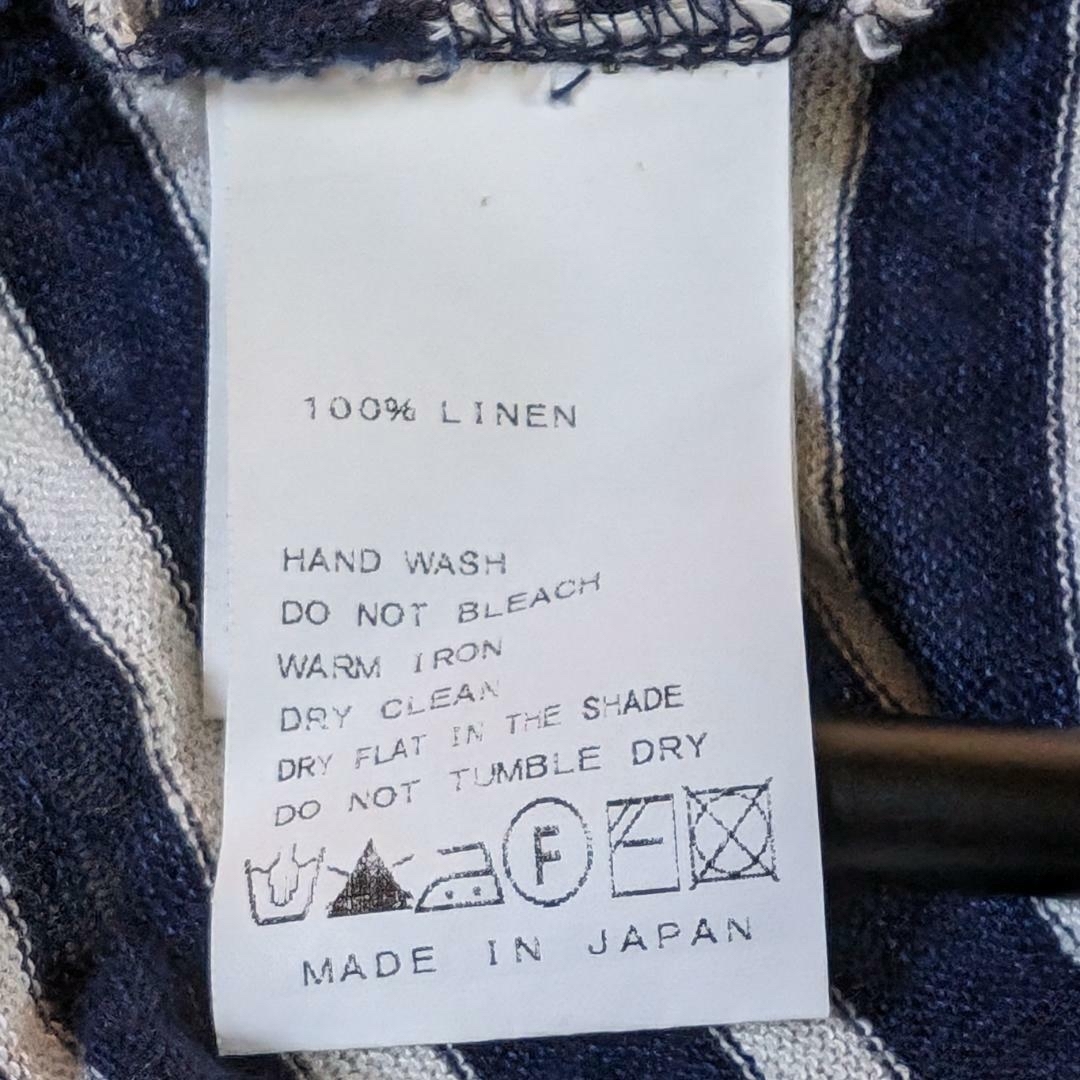 100% LINEN
HAND WASH
DO NOT BLEACH
WARM IRON
DRY CLEAN
DRY FLAT IN THE SHADE
DO NOT TUMBLE DRY
F
MADE IN JAPAN